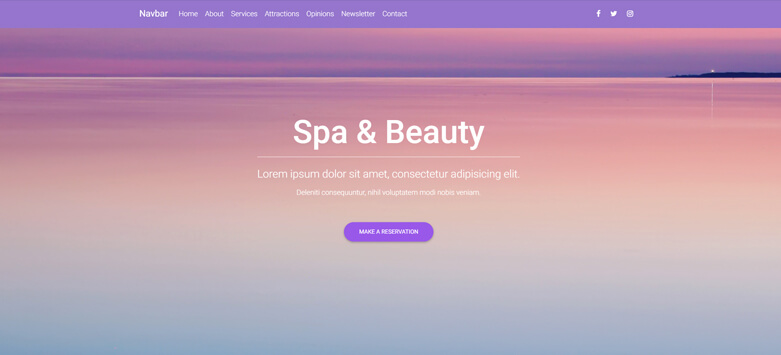 Navbar Home About Services Attractions Opinions Newsletter Contact
Spa & Beauty
Lorem ipsum dolor sit amet, consectetur adipisicing elit.
Deleniti consequuntur, nihil voluptatem modi nobis veniam.
MAKE A RESERVATION